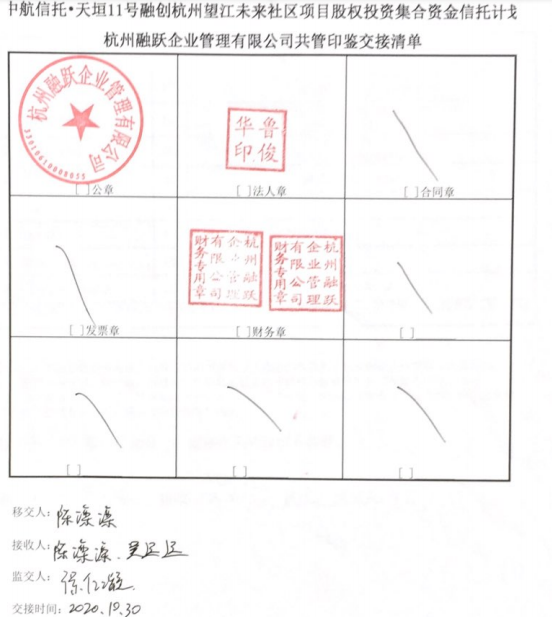 中航信托•天垣11号融创杭州望江未来社区项目股权投资集合资金信托计划
杭州融跃企业管理有限公司共管印鉴交接清单
杭州融跃企业管理有限公司
[ ]公章
鲁俊华印
[ ]法人章
[ ]合同章
[ ]发票章
杭州融跃企业管理有限公司财务专用章
杭州融跃企业管理有限公司财务专用章
[ ]财务章
[ ]
[ ]
[ ]
[ ]
移交人：陈濛濛
接收人：陈濛濛、
监交人：
交接时间：2020.10.30